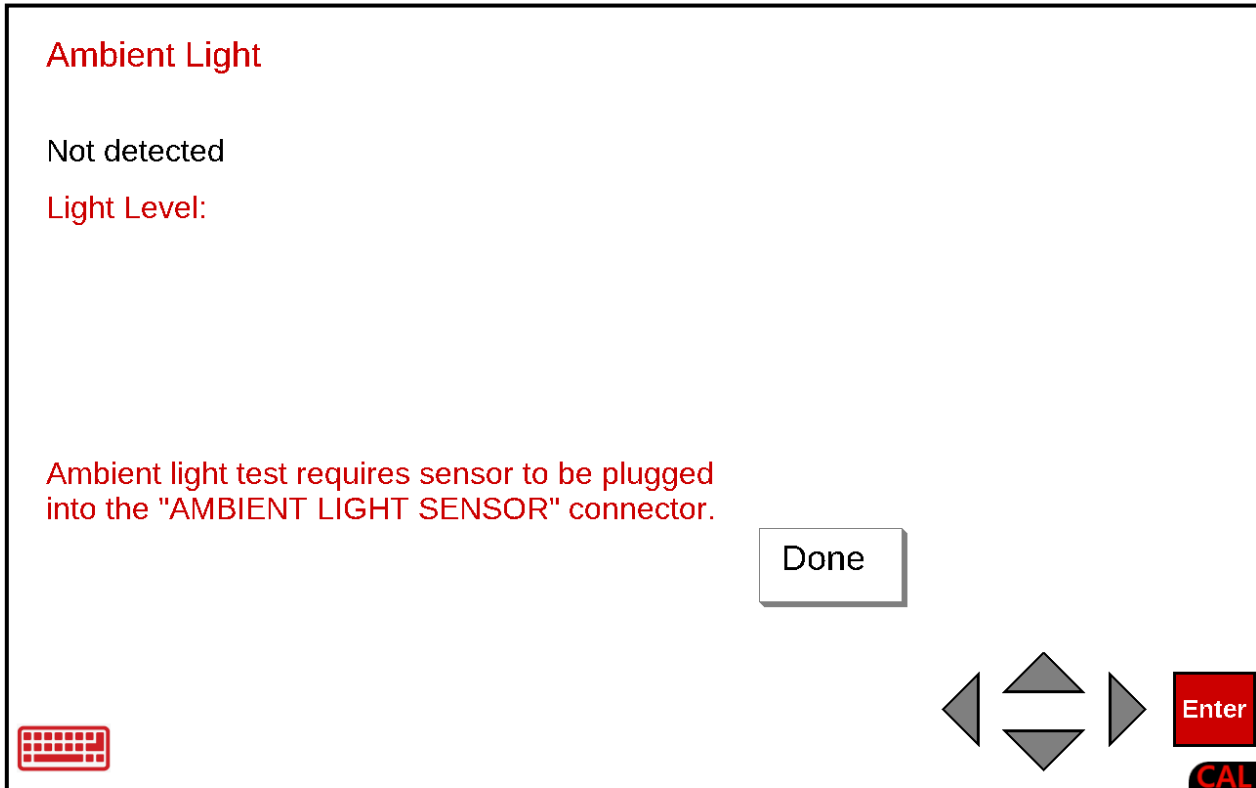 Ambient Light
Not detected
Light Level:
Ambient light test requires sensor to be plugged
into the "AMBIENT LIGHT SENSOR" connector.
Done
Enter
CAL